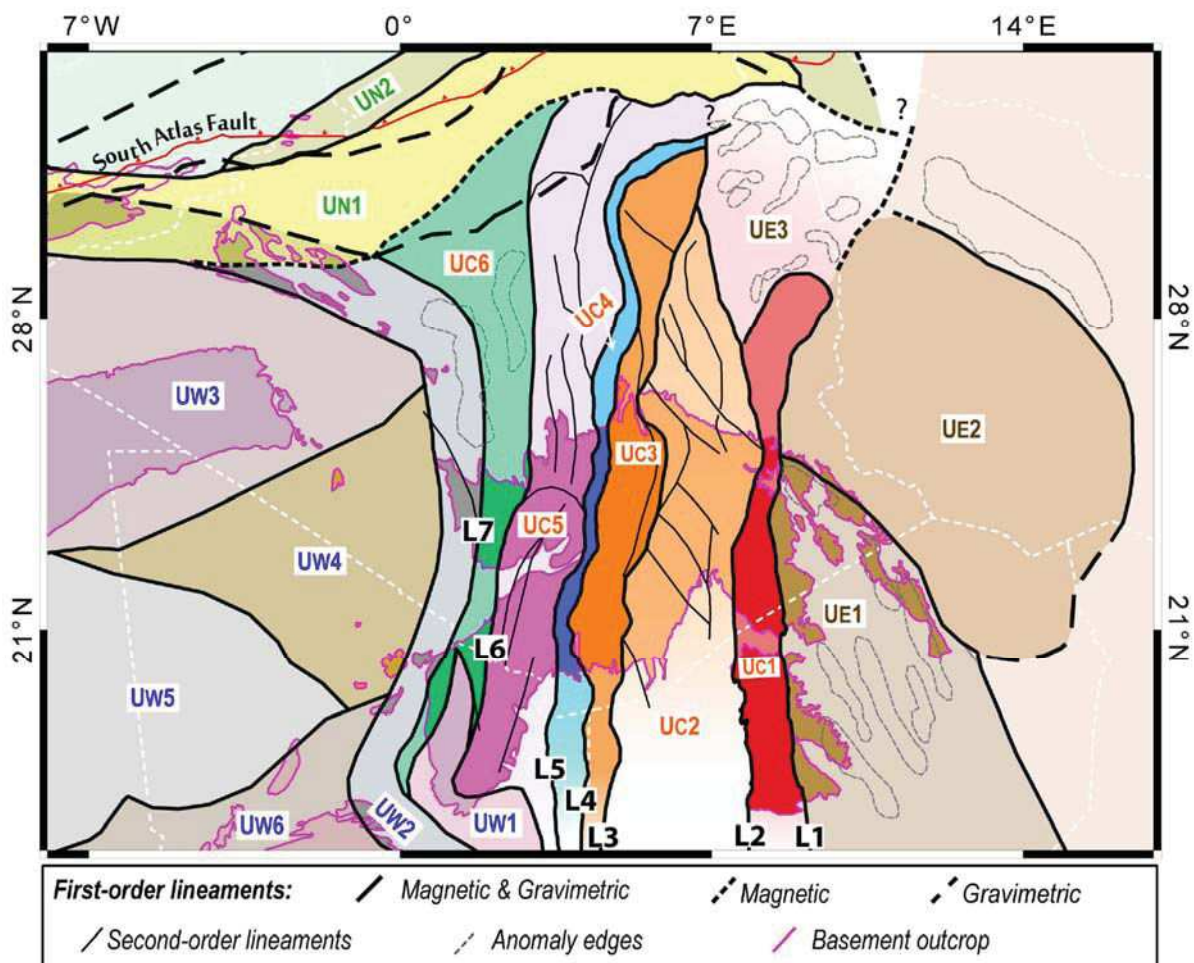 7°W 0° 7°E 14°E
UN2
South Atlas Fault
? ?
UN1
UE3
UC6
28°N 28°N
UC4
UW3
UE2
UC3
UC5
L7
UW4
UE1
21°N 21°N
L6
UC1
UW5
UC2
L5
L4
UW6 UW2 UW1
L3 L2 L1
First-order lineaments: Magnetic & Gravimetric Magnetic Gravimetric
Second-order lineaments Anomaly edges Basement outcrop